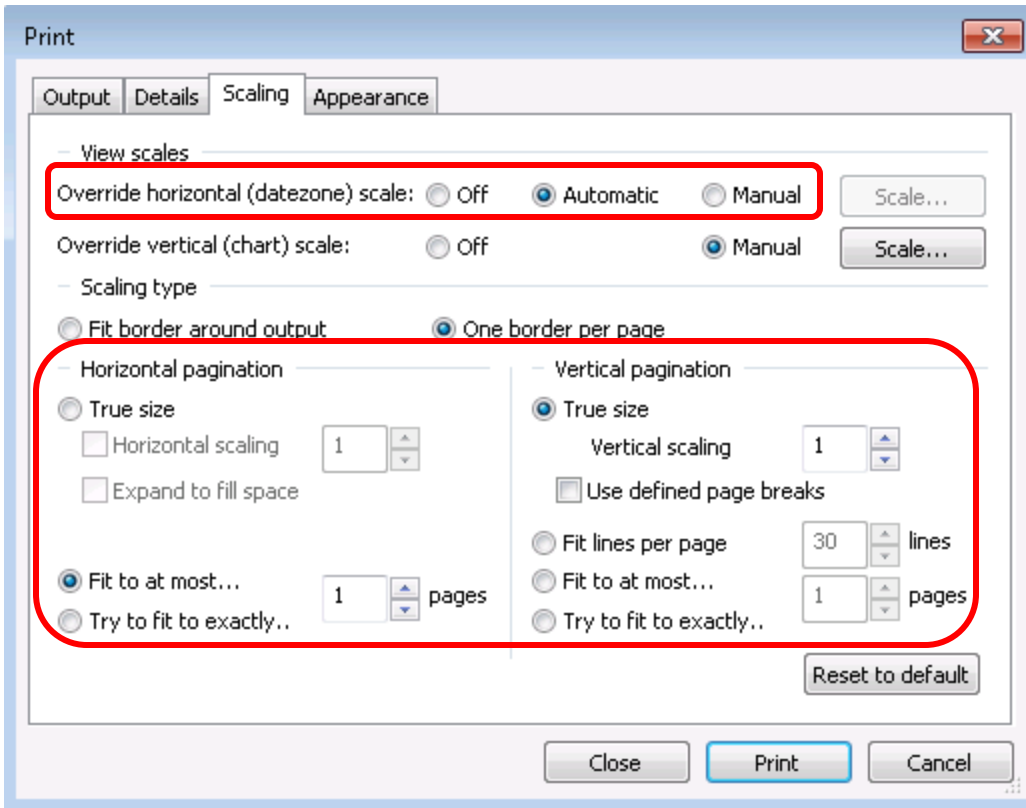 Print
Output Details Scaling Appearance
View scales
Override horizontal (datezone) scale: Off Automatic Manual Scale...
Override vertical (chart) scale: Off Manual Scale...
Scaling type
Fit border around output One border per page
Horizontal pagination Vertical pagination
True size True size
Horizontal scaling 1 Vertical scaling 1
Expand to fill space Use defined page breaks
Fit lines per page 30 lines
Fit to at most... 1 pages Fit to at most... 1 pages
Try to fit to exactly.. Try to fit to exactly..
Reset to default
Close Print Cancel